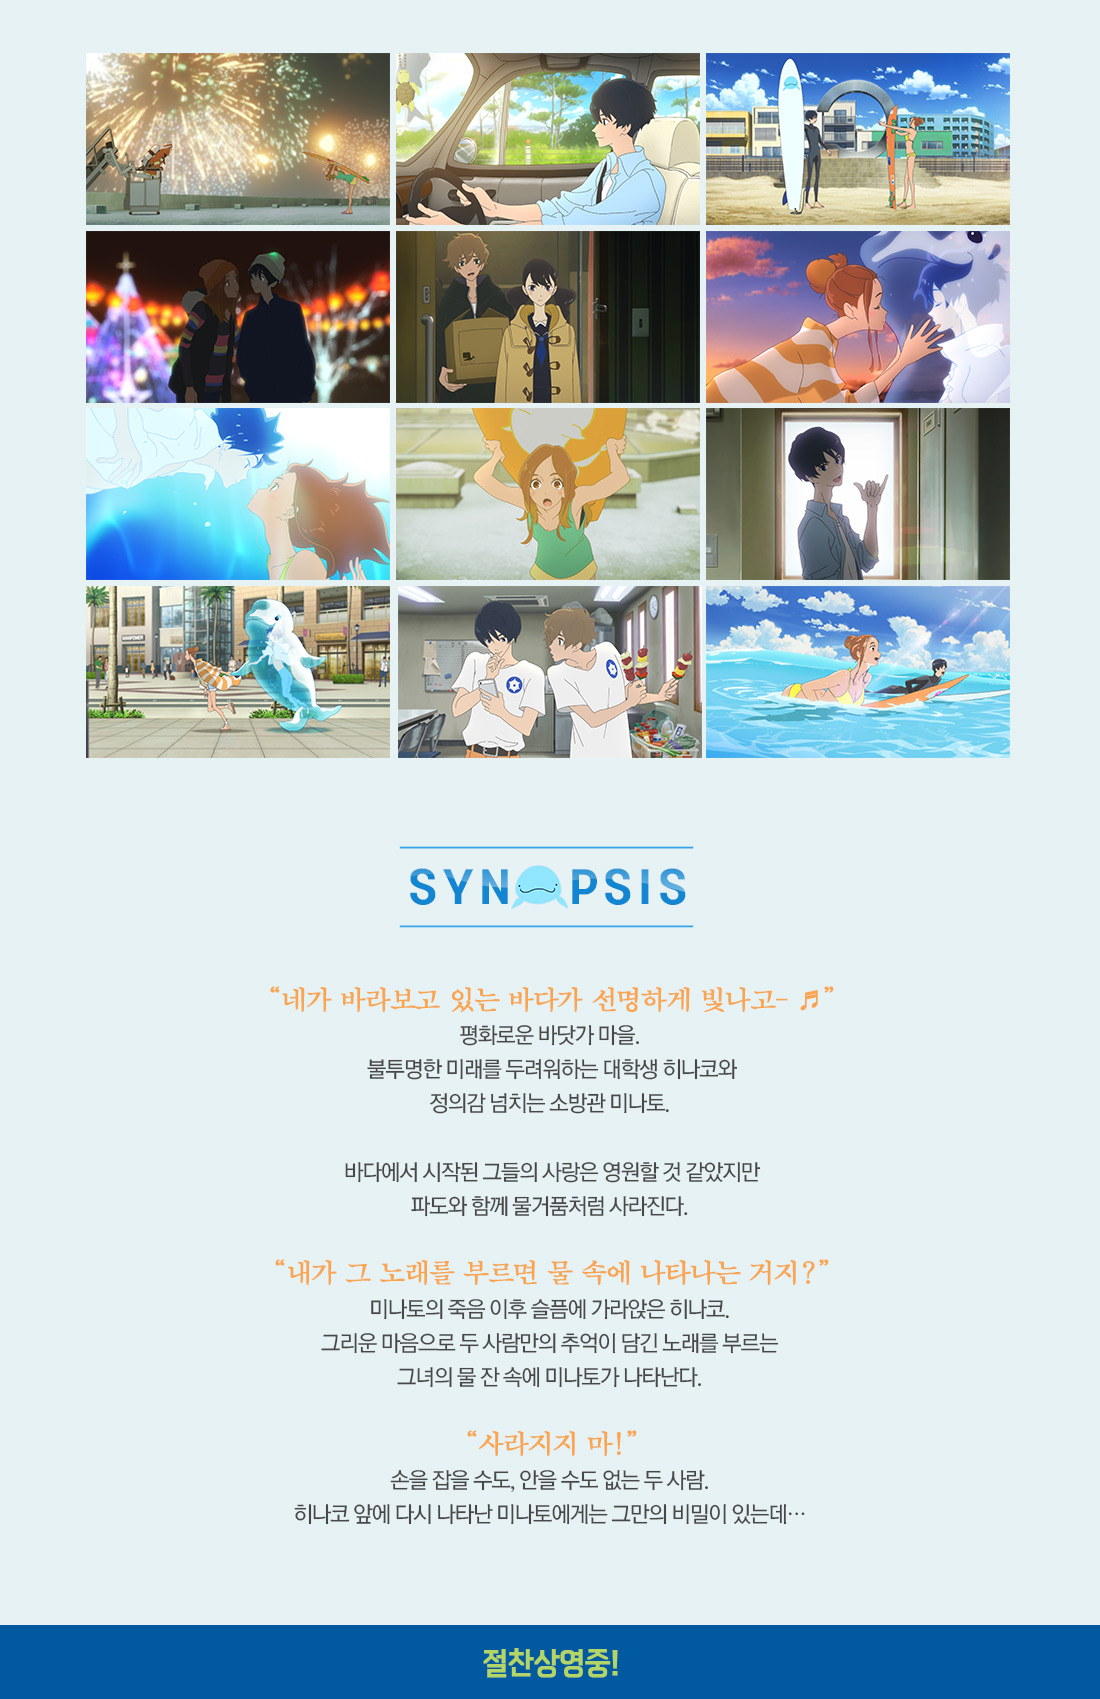 SYNOPSIS
“네가 바라보고 있는 바다가 선명하게 빛나고- ♬”
평화로운 바닷가 마을.
불투명한 미래를 두려워하는 대학생 히나코와
정의감 넘치는 소방관 미나토.
바다에서 시작된 그들의 사랑은 영원할 것 같았지만
파도와 함께 물거품처럼 사라진다.
“내가 그 노래를 부르면 물 속에 나타나는 거지?”
미나토의 죽음 이후 슬픔에 가라앉은 히나코.
그리운 마음으로 두 사람만의 추억이 담긴 노래를 부르는
그녀의 물 잔 속에 미나토가 나타난다.
“사라지지 마!”
손을 잡을 수도, 안을 수도 없는 두 사람.
히나코 앞에 다시 나타난 미나토에게는 그만의 비밀이 있는데…
절찬상영중!